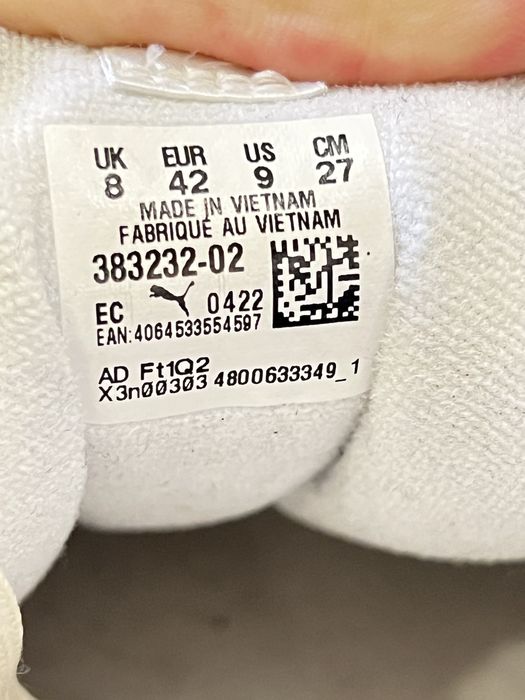 UK EUR US CM
8 42 9 27
MADE IN VIETNAM
FABRIQUÉ AU VIETNAM
383232-02
EC 0422
EAN:4064533554597
AD Ft1Q2
X3n00303 4800633349_1